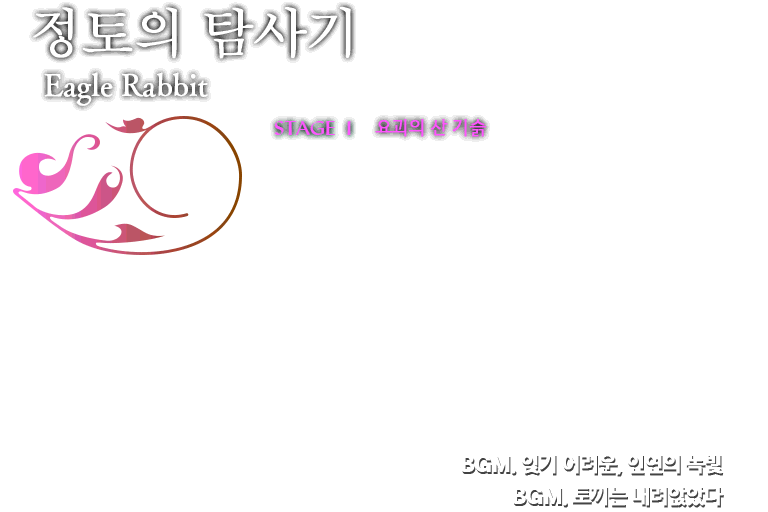 정토의 탐사기
Eagle Rabbit
STAGE 1 요괴의 산 기슭
BGM. 잊기 어려운, 인연의 녹빛
BGM. 토끼는 내려앉았다